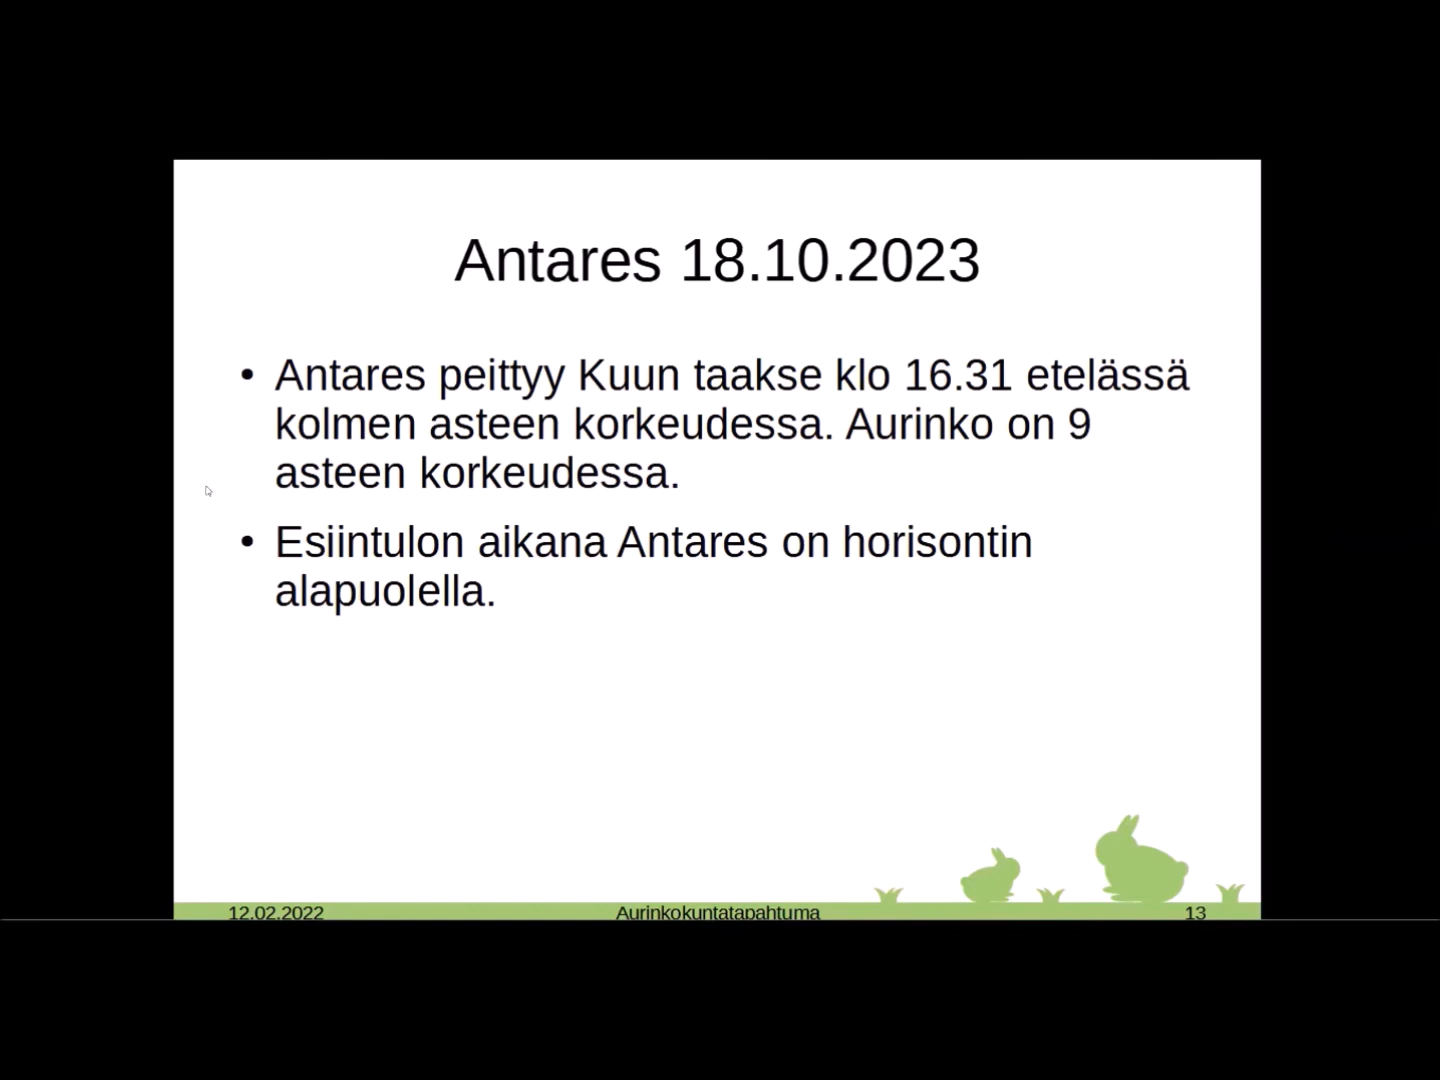 Antares 18.10.2023
• Antares peittyy Kuun taakse klo 16.31 etelässä
kolmen asteen korkeudessa. Aurinko on 9
asteen korkeudessa.
• Esiintulon aikana Antares on horisontin
alapuolella.
12.02.2022 Aurinkokuntatapahtuma 13